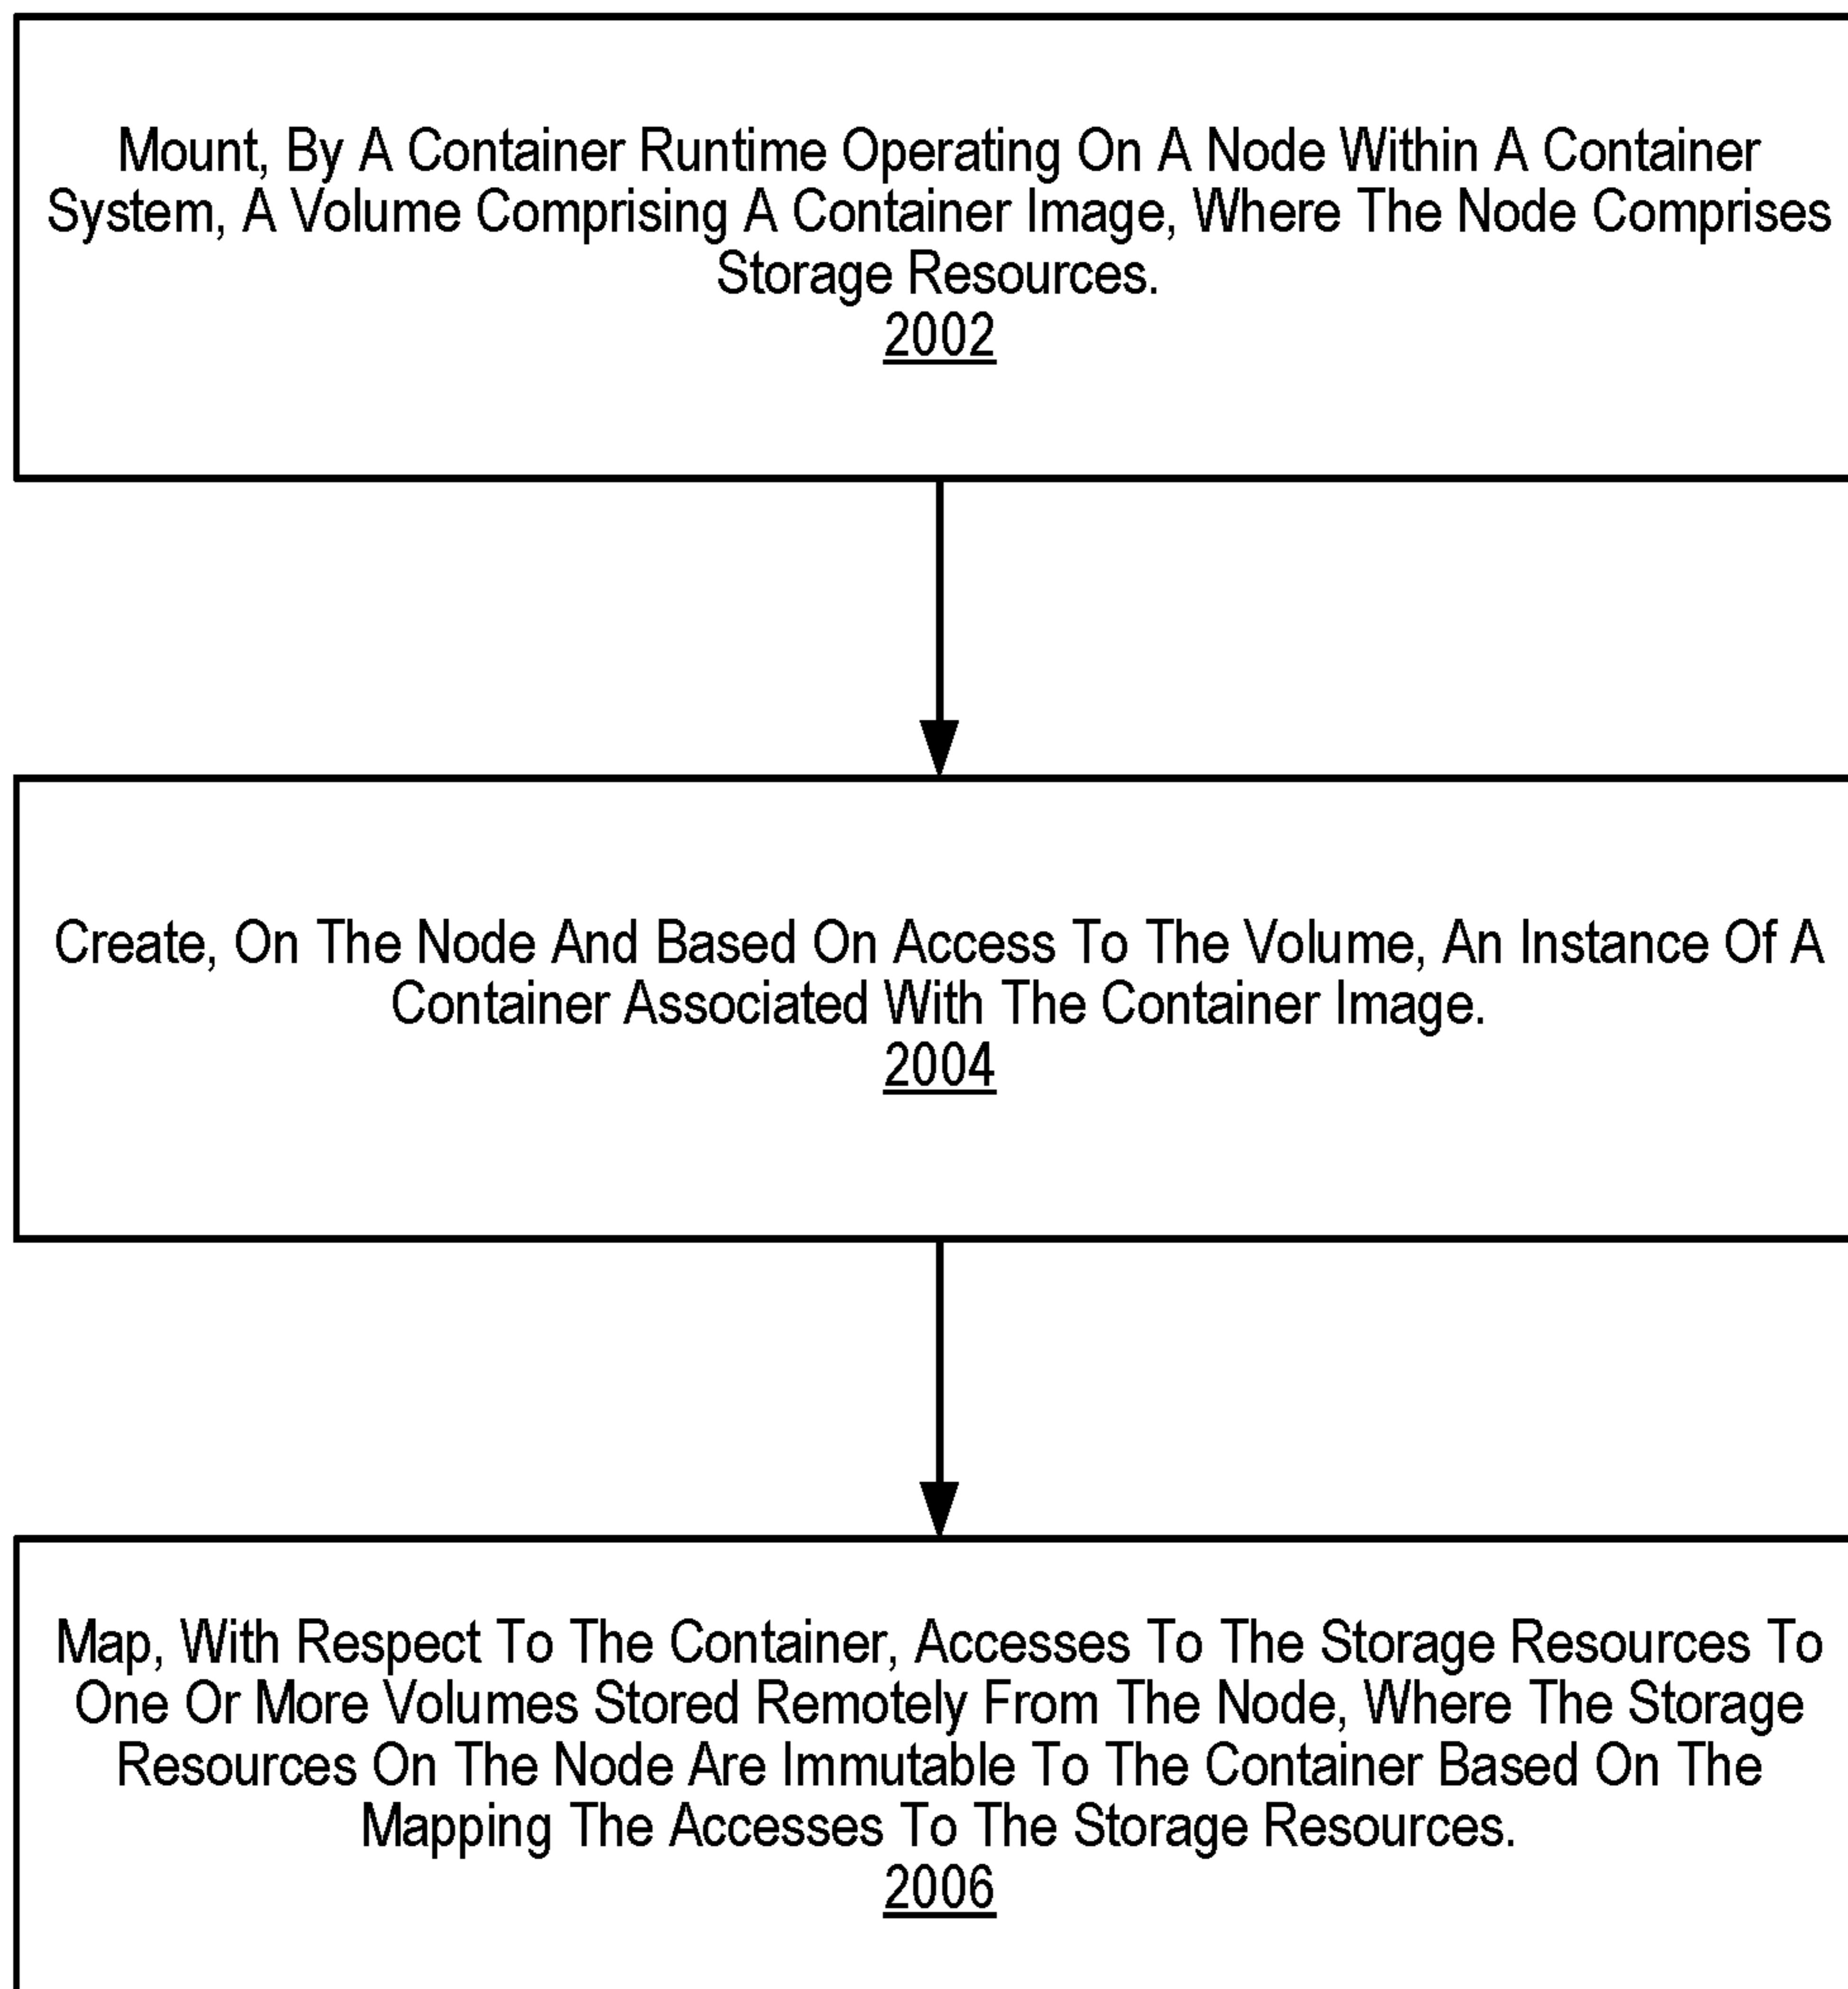 Mount, By A Container Runtime Operating On A Node Within A Container
System, A Volume Comprising A Container Image, Where The Node Comprises
Storage Resources.
2002
Create, On The Node And Based On Access To The Volume, An Instance Of A
Container Associated With The Container Image.
2004
Map, With Respect To The Container, Accesses To The Storage Resources To
One Or More Volumes Stored Remotely From The Node, Where The Storage
Resources On The Node Are Immutable To The Container Based On The
Mapping The Accesses To The Storage Resources.
2006